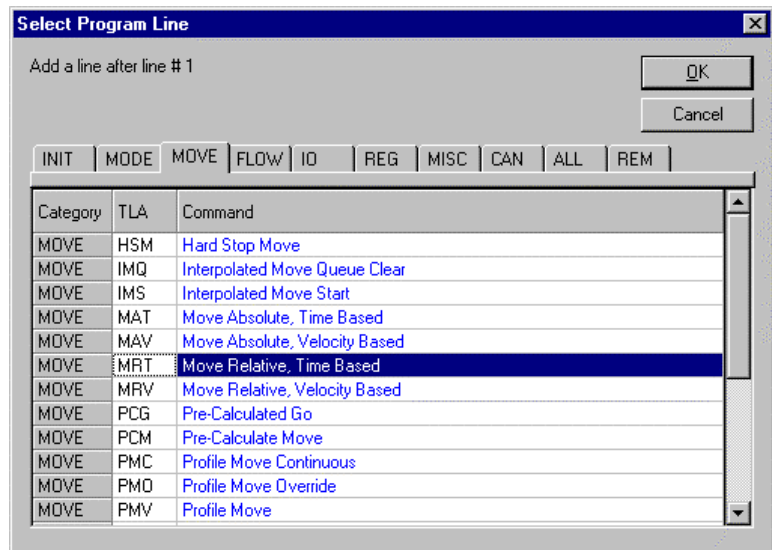 Select Program Line
Add a line after line # 1
OK
Cancel
INIT MODE MOVE FLOW IO REG MISC CAN ALL REM
Category TLA Command
MOVE HSM Hard Stop Move
MOVE IMQ Interpolated Move Queue Clear
MOVE IMS Interpolated Move Start
MOVE MAT Move Absolute, Time Based
MOVE MAV Move Absolute, Velocity Based
MOVE MRT Move Relative, Time Based
MOVE MRV Move Relative, Velocity Based
MOVE PCG Pre-Calculated Go
MOVE PCM Pre-Calculate Move
MOVE PMC Profile Move Continuous
MOVE PMO Profile Move Override
MOVE PMV Profile Move